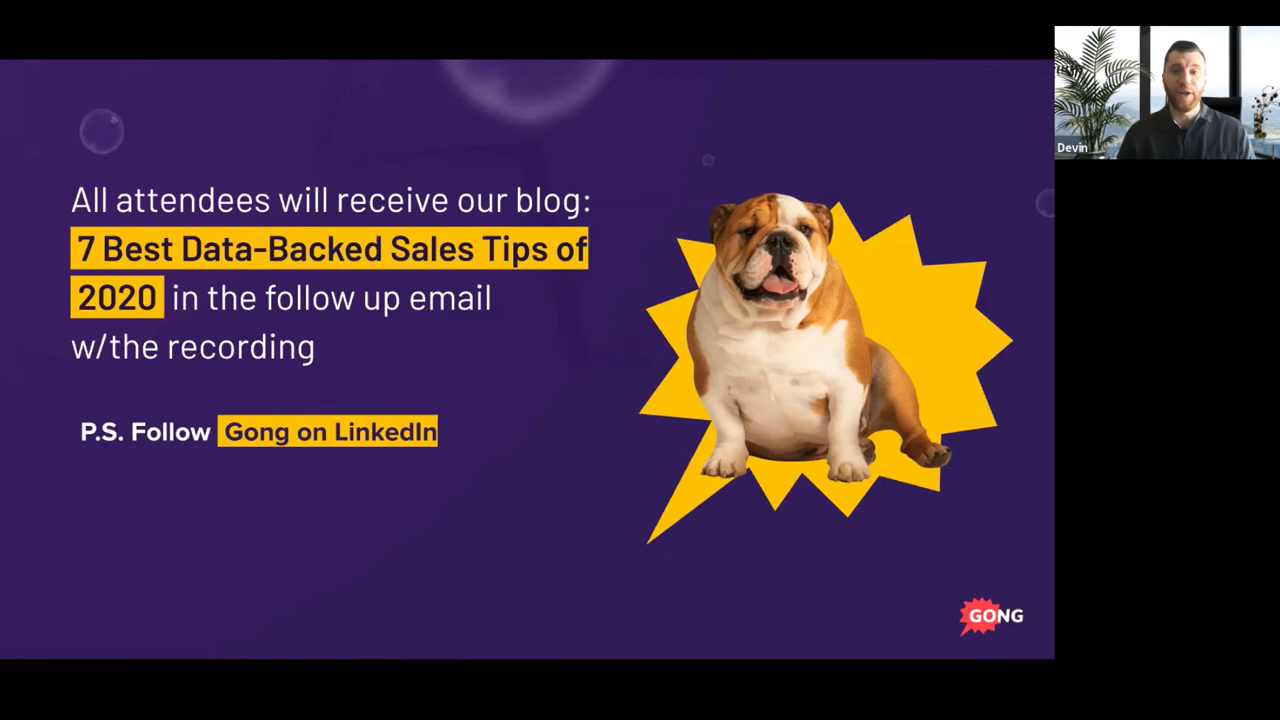 All attendees will receive our blog:
7 Best Data-Backed Sales Tips of
2020 in the follow up email
w/the recording
P.S. Follow Gong on LinkedIn
GONG
Devin